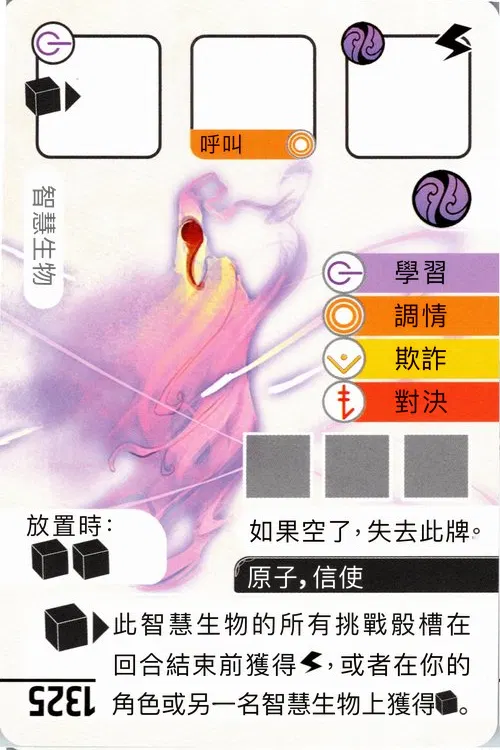 呼叫
智慧生物
學習
調情
欺詐
對決
放置時:
如果空了,失去此牌。
原子,信使
此智慧生物的所有挑戰骰槽在
回合結束前獲得,或者在你的
角色或另一名智慧生物上獲得。
1325